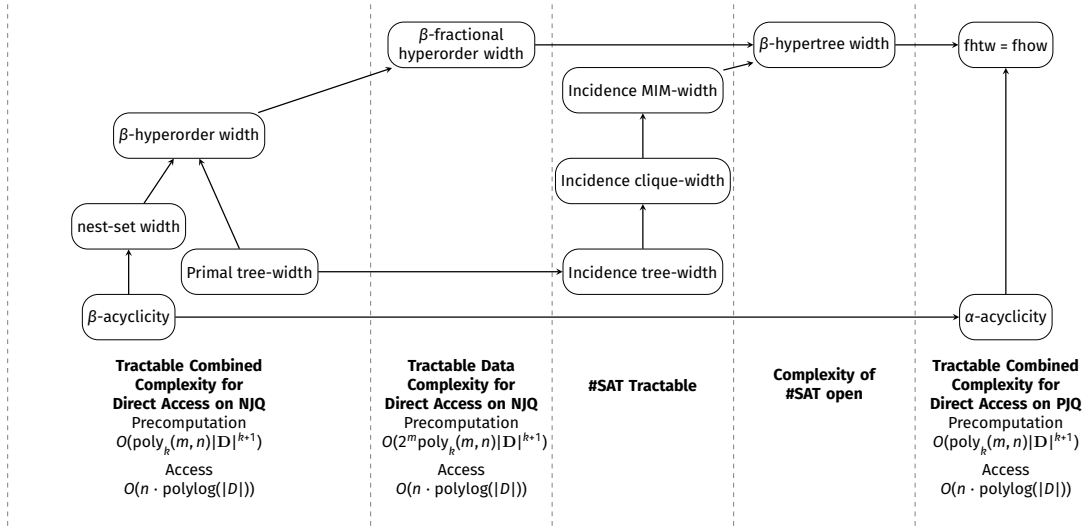 β-fractional
hyperorder width
β-hypertree width
fhtw = fhow
Incidence MIM-width
β-hyperorder width
Incidence clique-width
nest-set width
Primal tree-width
Incidence tree-width
β-acyclicity
α-acyclicity
Tractable Combined
Complexity for
Direct Access on NJQ
Precomputation
O(poly_k(m, n)|D|^{k+1})
Access
O(n · polylog(|D|))
Tractable Data
Complexity for
Direct Access on NJQ
Precomputation
O(2^m poly_k(m, n)|D|^{k+1})
Access
O(n · polylog(|D|))
#SAT Tractable
Complexity of
#SAT open
Tractable Combined
Complexity for
Direct Access on PJQ
Precomputation
O(poly_k(m, n)|D|^{k+1})
Access
O(n · polylog(|D|))